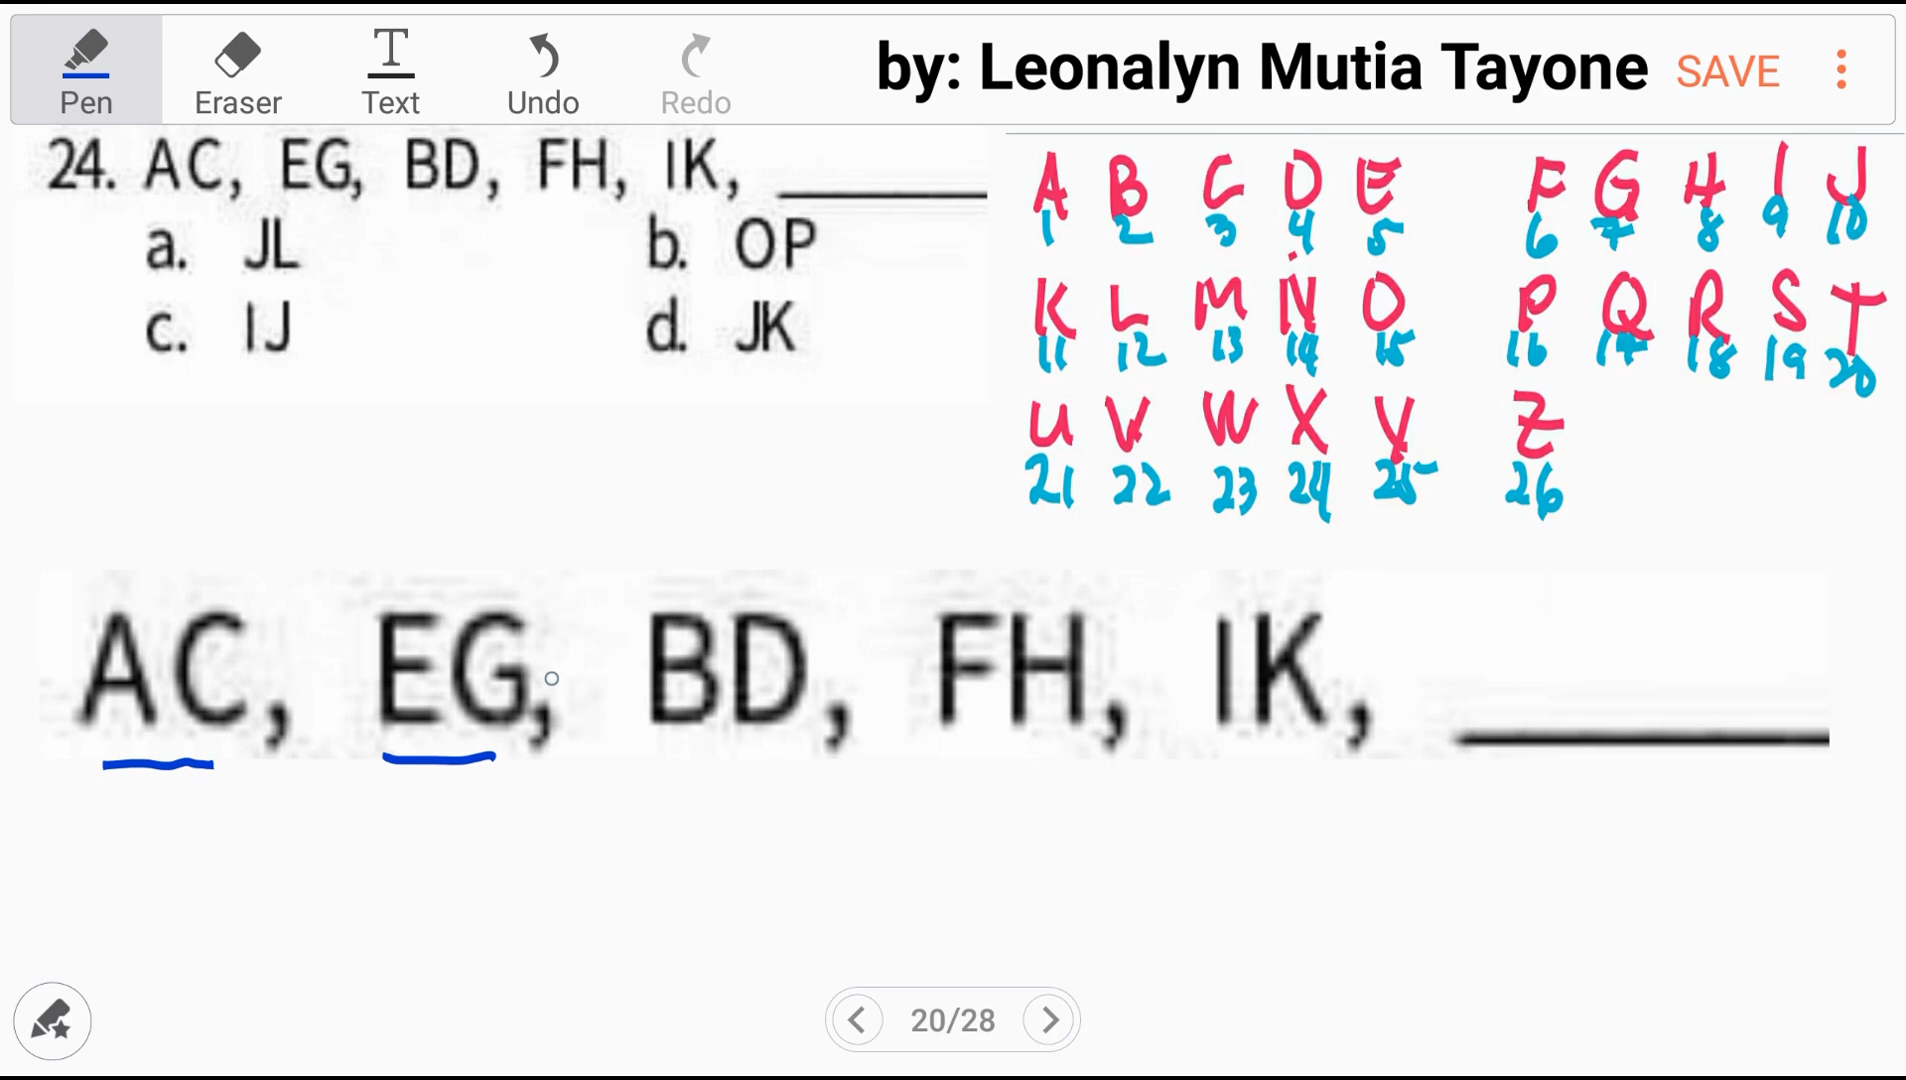 Pen Eraser Text Undo Redo by: Leonalyn Mutia Tayone SAVE
24. AC, EG, BD, FH, IK, ______
a. JL b. OP
c. IJ d. JK
A B C D E F G H I J
1 2 3 4 5 6 7 8 9 10
K L M N O P Q R S T
11 12 13 14 15 16 17 18 19 20
U V W X Y Z
21 22 23 24 25 26
AC, EG, BD, FH, IK, ______
20/28